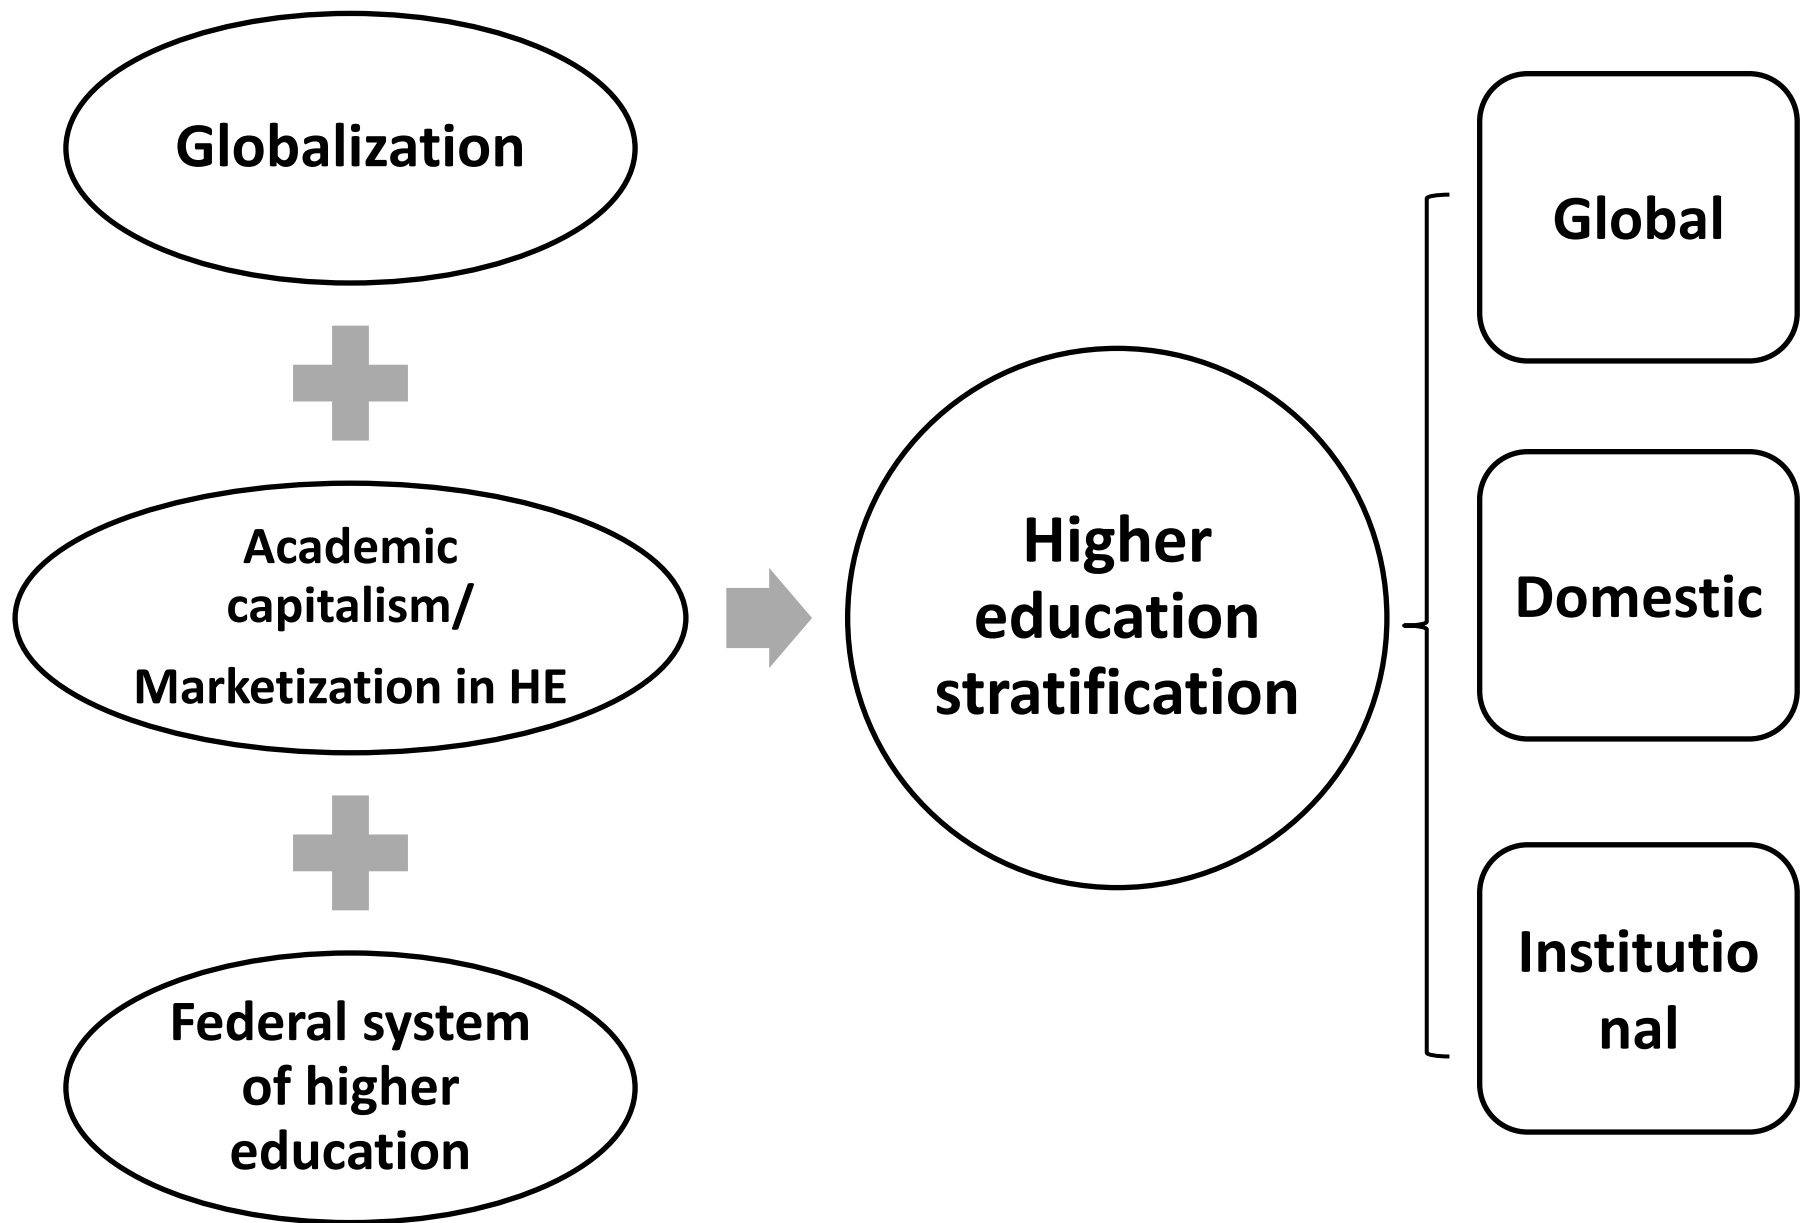 Globalization
Academic
capitalism/
Marketization in HE
Federal system
of higher
education
Higher
education
stratification
Global
Domestic
Institutio
nal